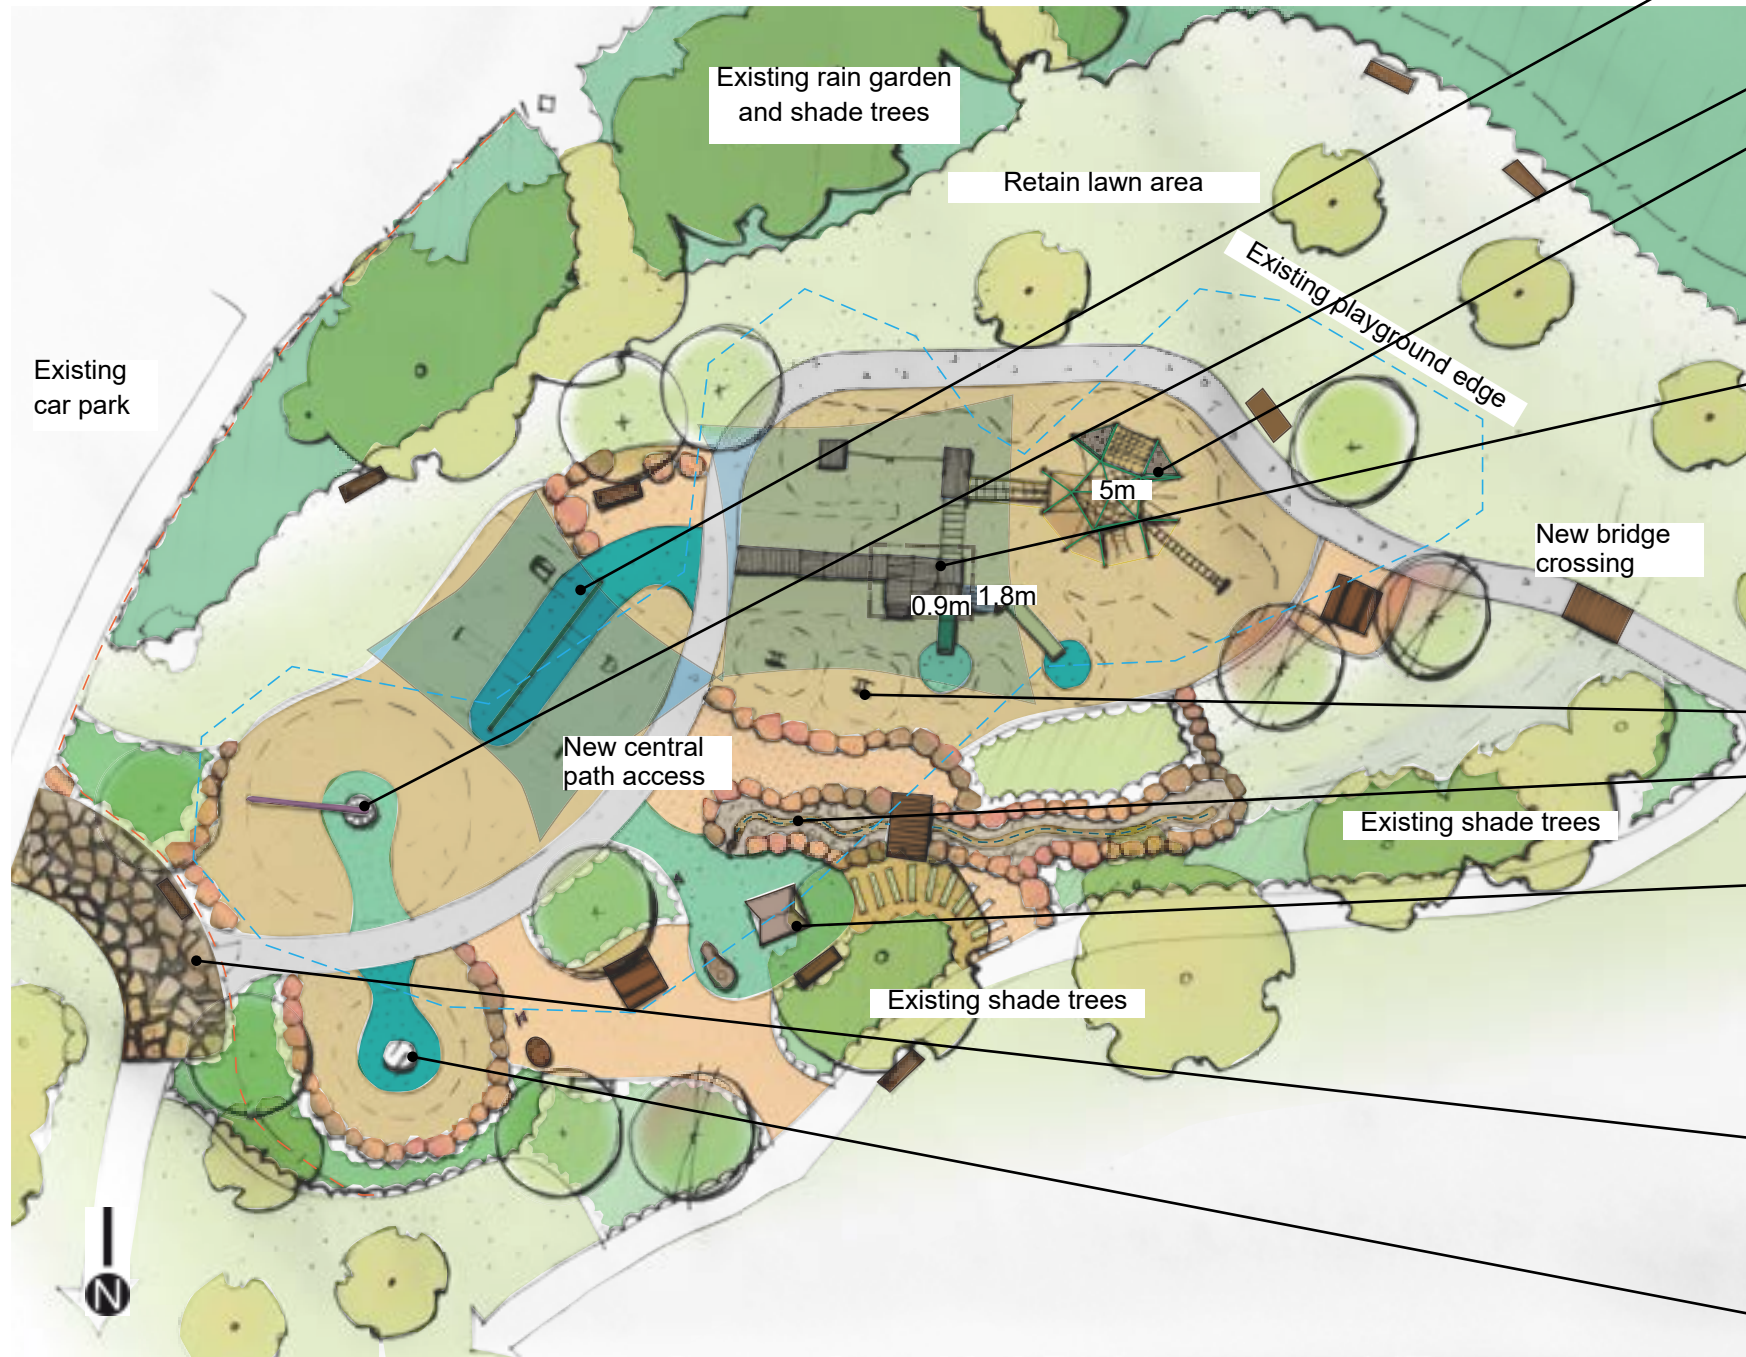 Existing rain garden
and shade trees
Retain lawn area
Existing playground edge
Existing
car park
5m
New bridge
crossing
0.9m
1.8m
New central
path access
Existing shade trees
Existing shade trees
N